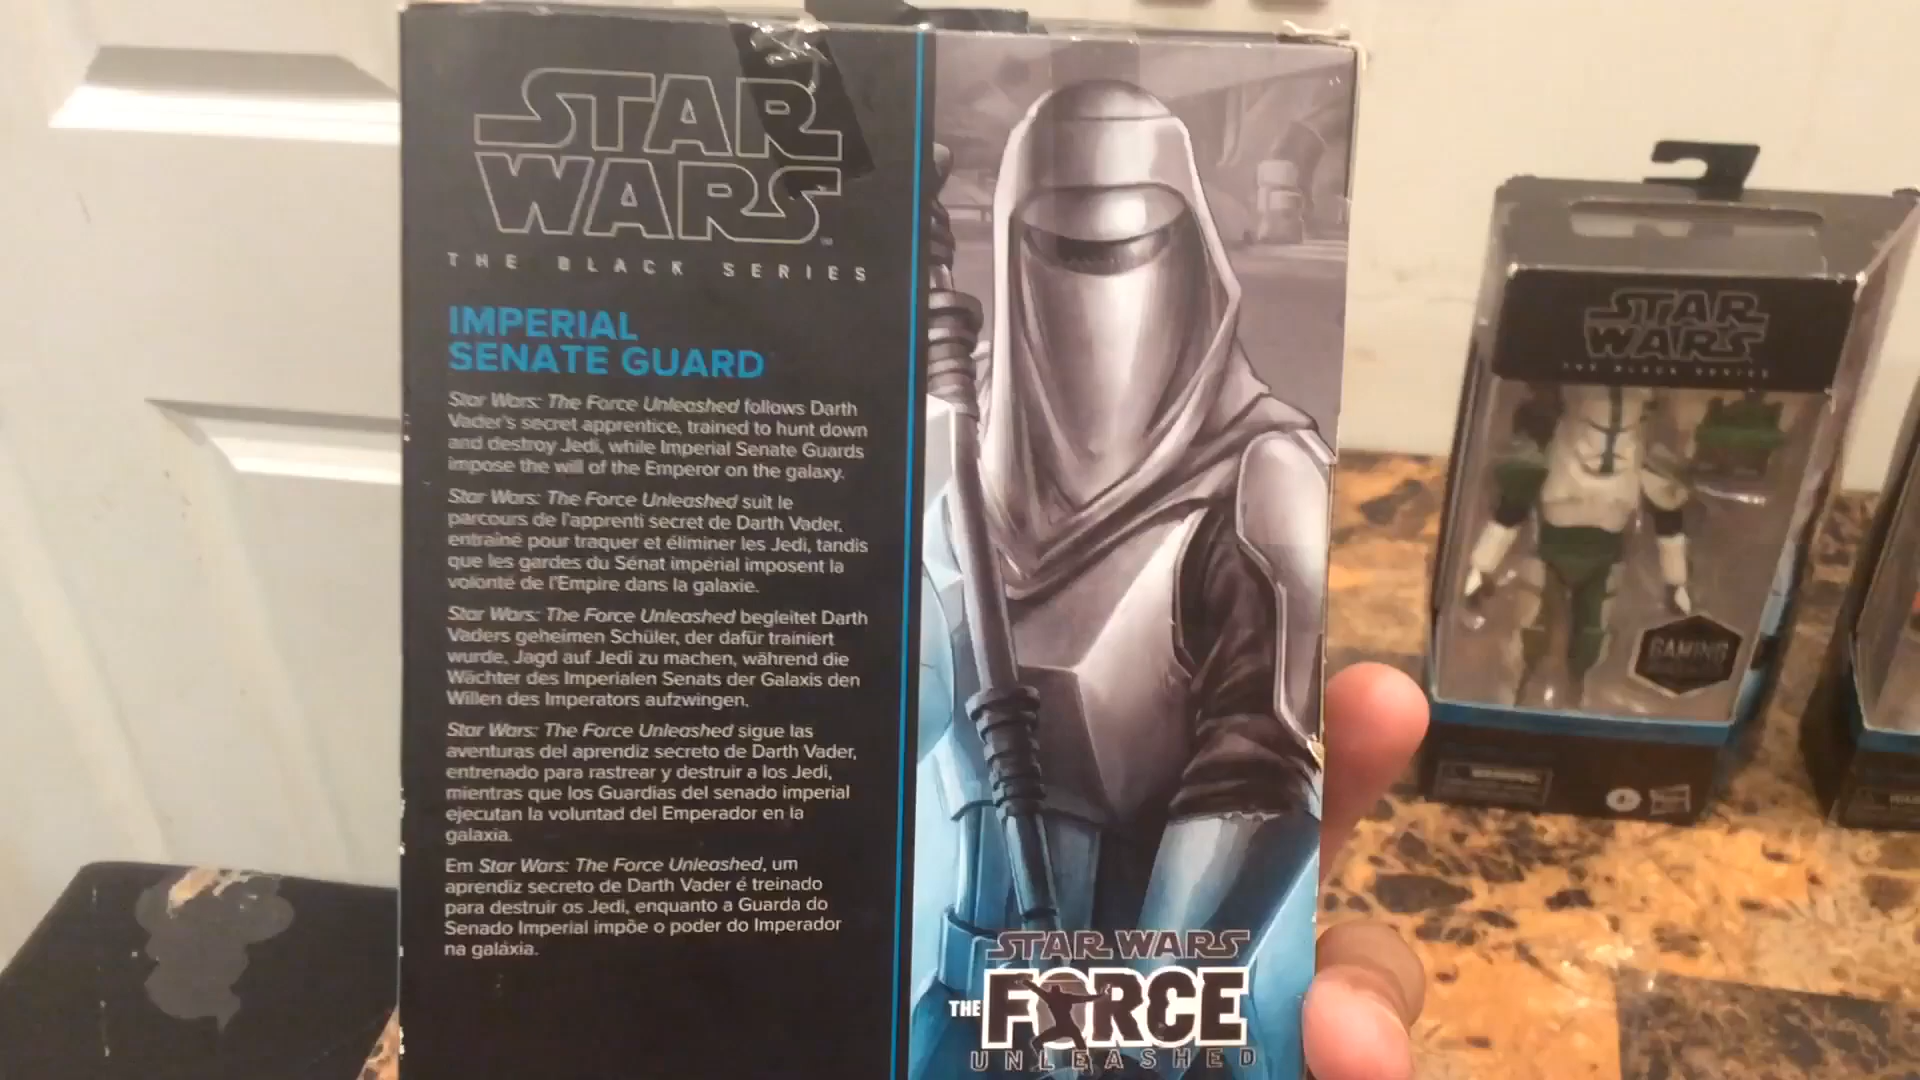 STAR
WARS
THE BLACK SERIES
IMPERIAL
SENATE GUARD
Star Wars: The Force Unleashed follows Darth
Vader's secret apprentice, trained to hunt down
and destroy Jedi, while Imperial Senate Guards
impose the will of the Emperor on the galaxy.
Star Wars: The Force Unleashed suit le
parcours de l'apprenti secret de Darth Vader,
entraîné pour traquer et éliminer les Jedi, tandis
que les gardes du Sénat impérial imposent la
volonté de l'Empire dans la galaxie.
Star Wars: The Force Unleashed begleitet Darth
Vaders geheimen Schüler, der dafür trainiert
wurde, Jagd auf Jedi zu machen, während die
Wächter des Imperialen Senats der Galaxis den
Willen des Imperators aufzwingen.
Star Wars: The Force Unleashed sigue las
aventuras del aprendiz secreto de Darth Vader,
entrenado para rastrear y destruir a los Jedi,
mientras que los Guardias del senado imperial
ejecutan la voluntad del Emperador en la
galaxia.
Em Star Wars: The Force Unleashed, um
aprendiz secreto de Darth Vader é treinado
para destruir os Jedi, enquanto a Guarda do
Senado Imperial impõe o poder do Imperador
na galáxia.
STAR WARS
THE FORCE
UNLEASHED
STAR
WARS
THE BLACK SERIES
GAMING
WARNING